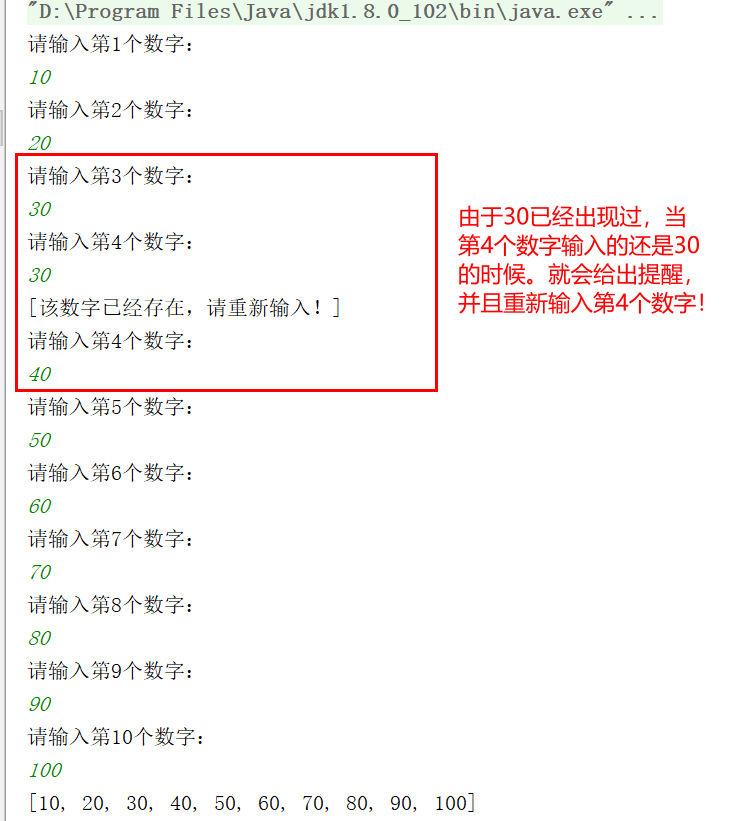 "D:\Program Files\Java\jdk1.8.0_102\bin\java.exe" ...
请输入第1个数字：
10
请输入第2个数字：
20
请输入第3个数字：
30
请输入第4个数字：
30
[该数字已经存在，请重新输入！]
请输入第4个数字：
40
请输入第5个数字：
50
请输入第6个数字：
60
请输入第7个数字：
70
请输入第8个数字：
80
请输入第9个数字：
90
请输入第10个数字：
100
[10, 20, 30, 40, 50, 60, 70, 80, 90, 100]
由于30已经出现过，当
第4个数字输入的还是30
的时候。就会给出提醒，
并且重新输入第4个数字！